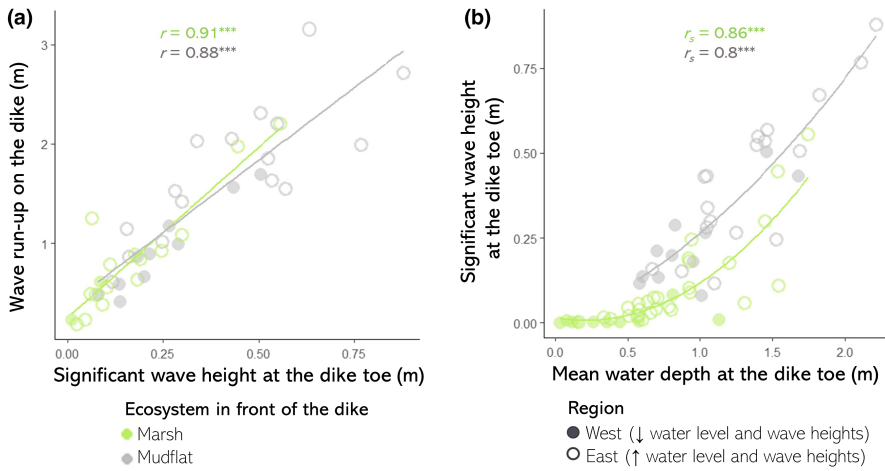 (a)
r = 0.91***
r = 0.88***
3
2
1
Wave run-up on the dike (m)
0.00
0.25
0.50
0.75
Significant wave height at the dike toe (m)
Ecosystem in front of the dike
Marsh
Mudflat
(b)
rs = 0.86***
rs = 0.8***
0.75
0.50
0.25
0.00
Significant wave height
at the dike toe (m)
0.0
0.5
1.0
1.5
2.0
Mean water depth at the dike toe (m)
Region
West (↓ water level and wave heights)
East (↑ water level and wave heights)